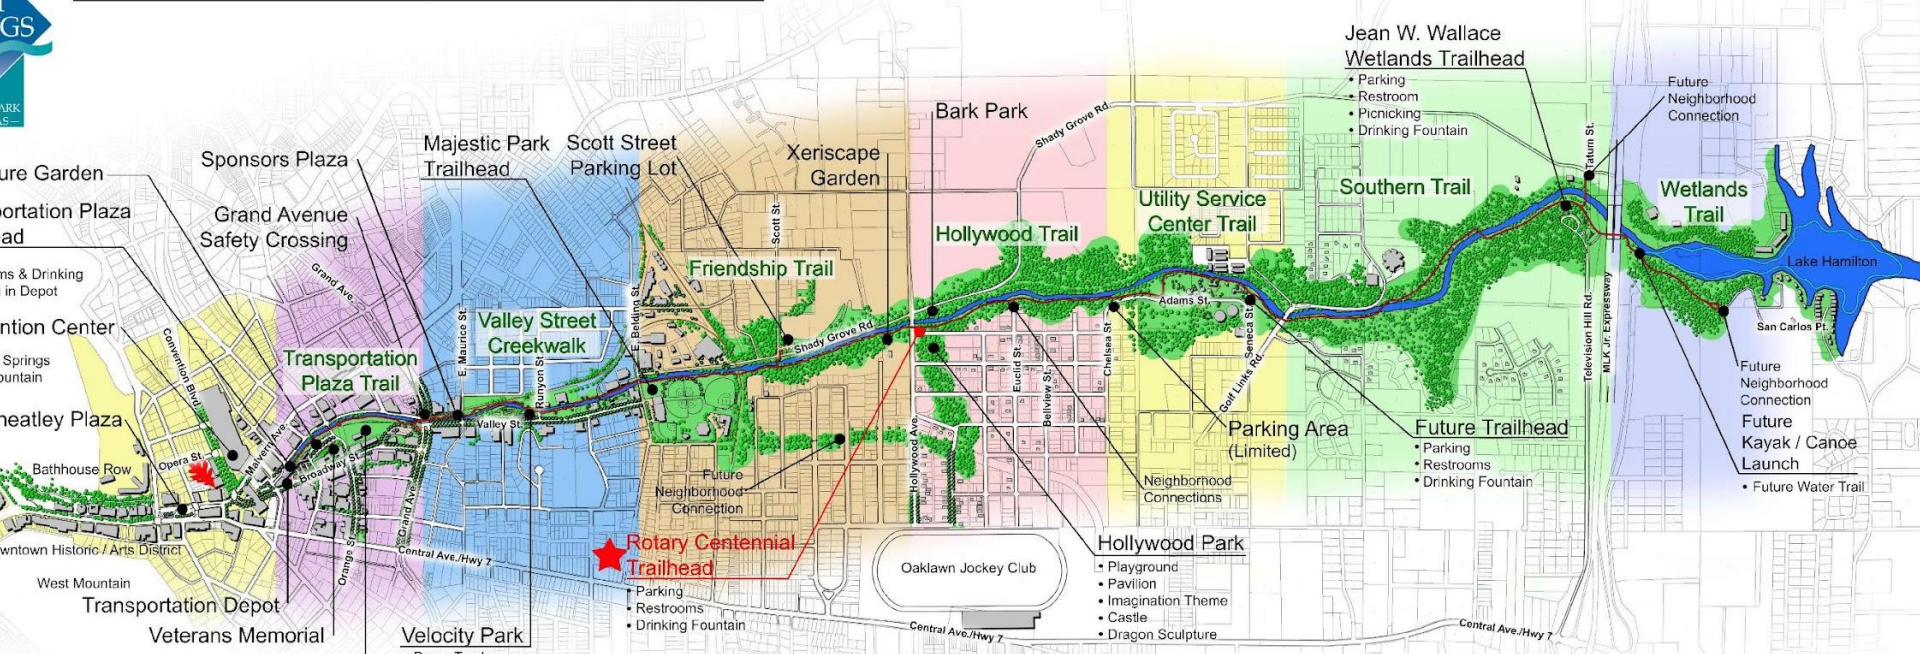 GS
ARK
AS—
ure Garden
portation Plaza
ead
ms & Drinking
in Depot
ntion Center
Springs
ountain
heatley Plaza
Bathhouse Row
wntown Historic / Arts District
West Mountain
Transportation Depot
Veterans Memorial
Sponsors Plaza
Grand Avenue
Safety Crossing
Grand Ave.
Convention Blvd.
Opera St.
Malvern Ave.
Broadway St.
Orange St.
Grand Ave.
Transportation
Plaza Trail
Majestic Park
Trailhead
E. Maurice St.
Valley Street
Creekwalk
Runyon St.
Valley St.
E. Belding St.
Central Ave./Hwy 7
Velocity Park
Scott Street
Parking Lot
Scott St.
Friendship Trail
Xeriscape
Garden
Shady Grove Rd.
Future
Neighborhood
Connection
Rotary Centennial
Trailhead
• Parking
• Restrooms
• Drinking Fountain
Bark Park
Shady Grove Rd.
Hollywood Trail
Hollywood Ave.
Euclid St.
Bellview St.
Chelsea St.
Oaklawn Jockey Club
Central Ave./Hwy 7
Hollywood Park
• Playground
• Pavilion
• Imagination Theme
• Castle
• Dragon Sculpture
Neighborhood
Connections
Utility Service
Center Trail
Adams St.
Seneca St.
Golf Links Rd.
Parking Area
(Limited)
Jean W. Wallace
Wetlands Trailhead
• Parking
• Restroom
• Picnicking
• Drinking Fountain
Southern Trail
Future Trailhead
• Parking
• Restrooms
• Drinking Fountain
Central Ave./Hwy 7
Tatum St.
Television Hill Rd.
MLK Jr. Expressway
Future
Neighborhood
Connection
Wetlands
Trail
Lake Hamilton
San Carlos Pt.
Future
Neighborhood
Connection
Future
Kayak / Canoe
Launch
• Future Water Trail